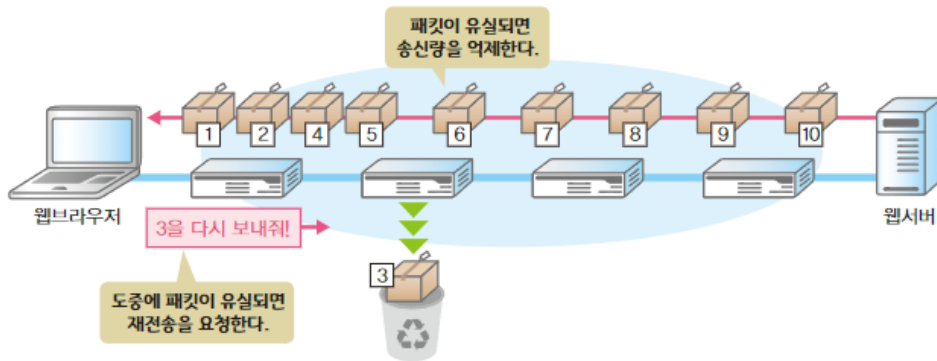 패킷이 유실되면
송신량을 억제한다.
1
2
4
5
6
7
8
9
10
웹브라우저
웹서버
3을 다시 보내줘!
3
도중에 패킷이 유실되면
재전송을 요청한다.